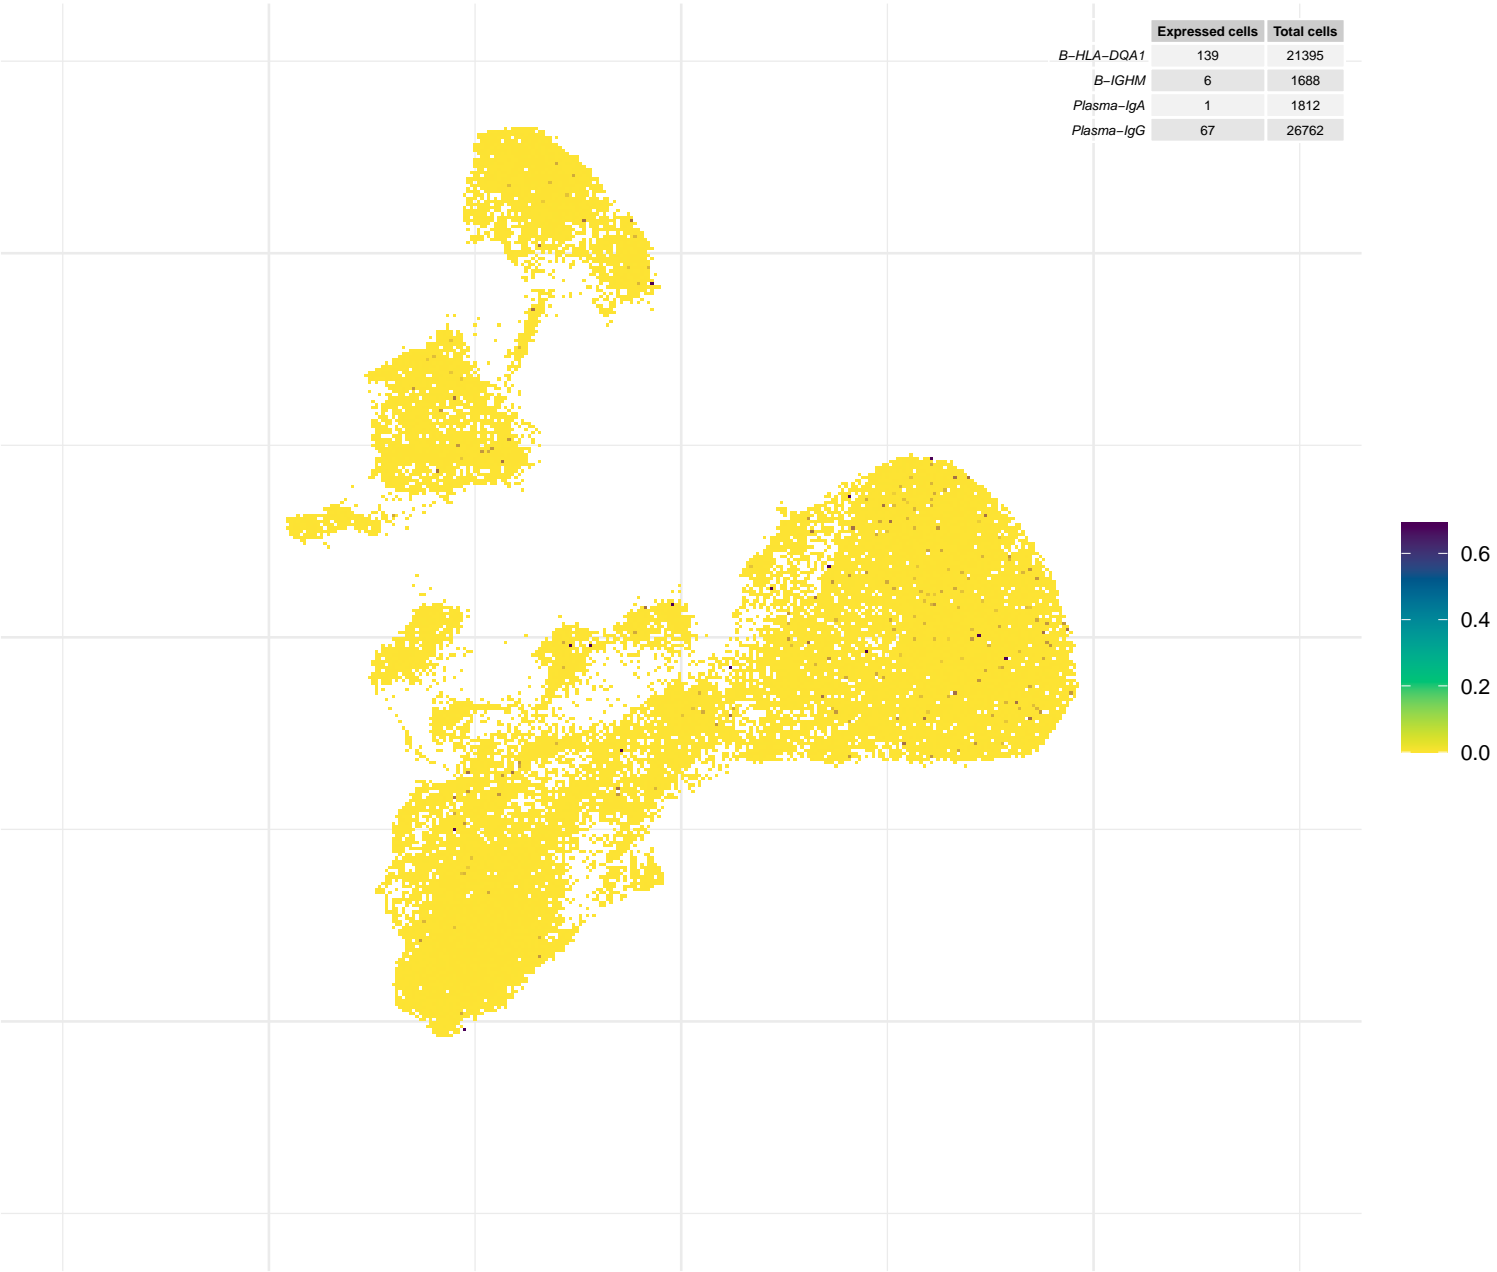 Expressed cells Total cells
B−HLA−DQA1 139 21395
B−IGHM 6 1688
Plasma−IgA 1 1812
Plasma−IgG 67 26762
0.6
0.4
0.2
0.0